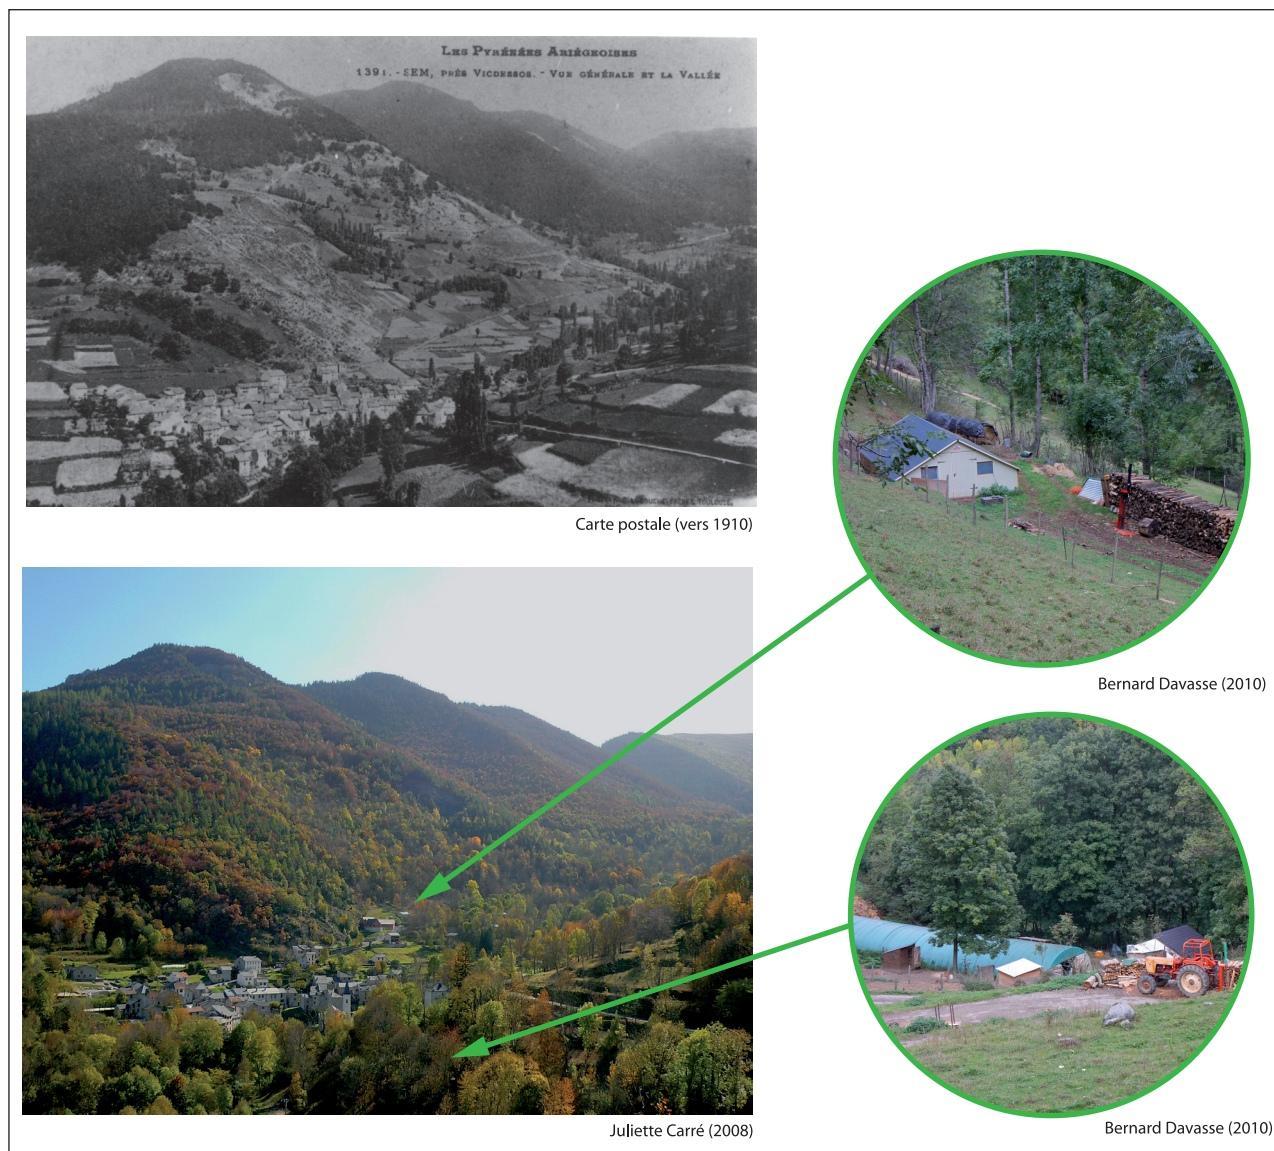 LES PYRÉNÉES ARIÉGEOISES
1391. - SEM, PRÈS VICDESSOS. - VUE GÉNÉRALE ET LA VALLÉE
Carte postale (vers 1910)
Bernard Davasse (2010)
Juliette Carré (2008)
Bernard Davasse (2010)